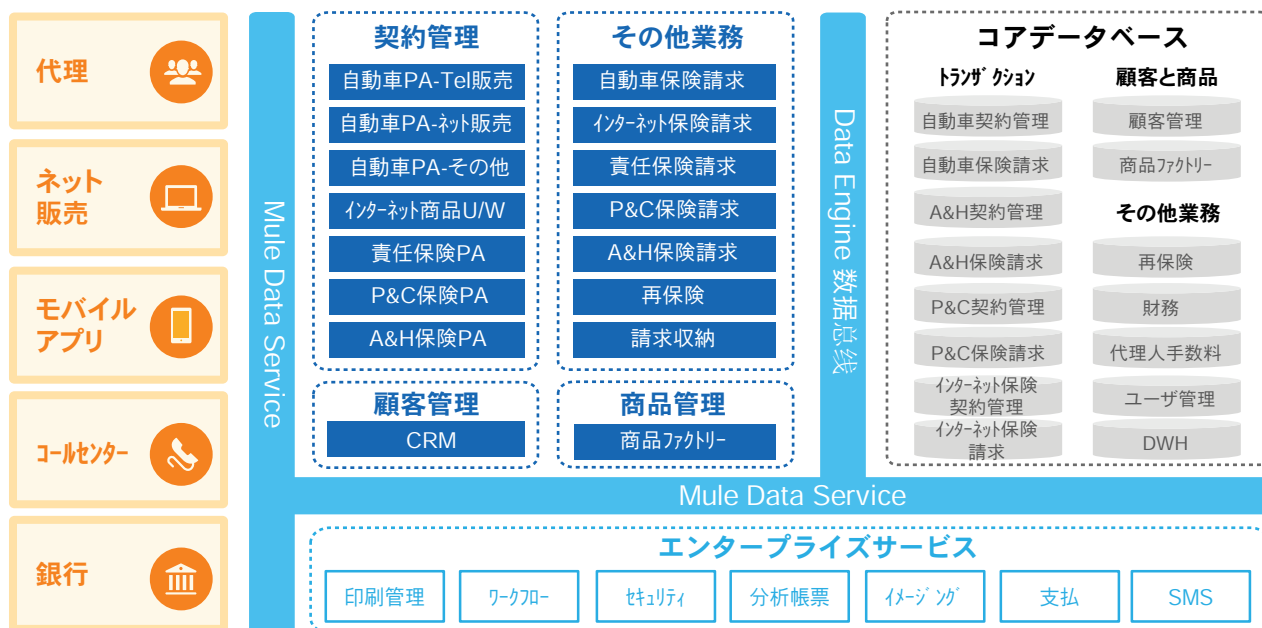 代理
ネット
販売
モバイル
アプリ
コールセンター
銀行
Mule Data Service
契約管理
自動車PA-Tel販売
自動車PA-ネット販売
自動車PA-その他
インターネット商品U/W
責任保険PA
P&C保険PA
A&H保険PA
その他業務
自動車保険請求
インターネット保険請求
責任保険請求
P&C保険請求
A&H保険請求
再保険
請求収納
顧客管理
CRM
商品管理
商品ファクトリー
Data Engine 数据总线
コアデータベース
トランザクション
自動車契約管理
自動車保険請求
A&H契約管理
A&H保険請求
P&C契約管理
P&C保険請求
インターネット保険
契約管理
インターネット保険
請求
顧客と商品
顧客管理
商品ファクトリー
その他業務
再保険
財務
代理人手数料
ユーザ管理
DWH
Mule Data Service
エンタープライズサービス
印刷管理
ワークフロー
セキュリティ
分析帳票
イメージング
支払
SMS